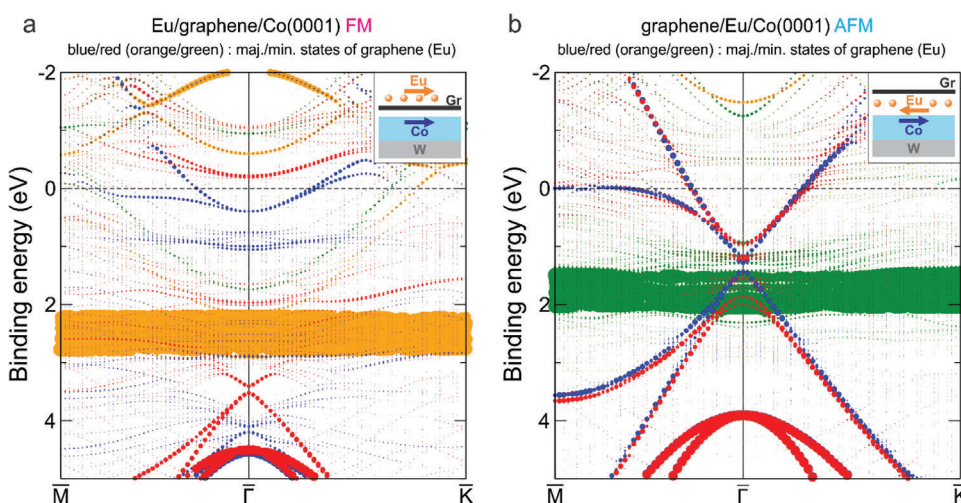 a
Eu/graphene/Co(0001) FM
blue/red (orange/green) : maj./min. states of graphene (Eu)
Binding energy (eV)
-2
0
2
4
M̅
Γ̅
K̅
Eu
Gr
Co
W
b
graphene/Eu/Co(0001) AFM
blue/red (orange/green) : maj./min. states of graphene (Eu)
Binding energy (eV)
-2
0
2
4
M̅
Γ̅
K̅
Gr
Eu
Co
W